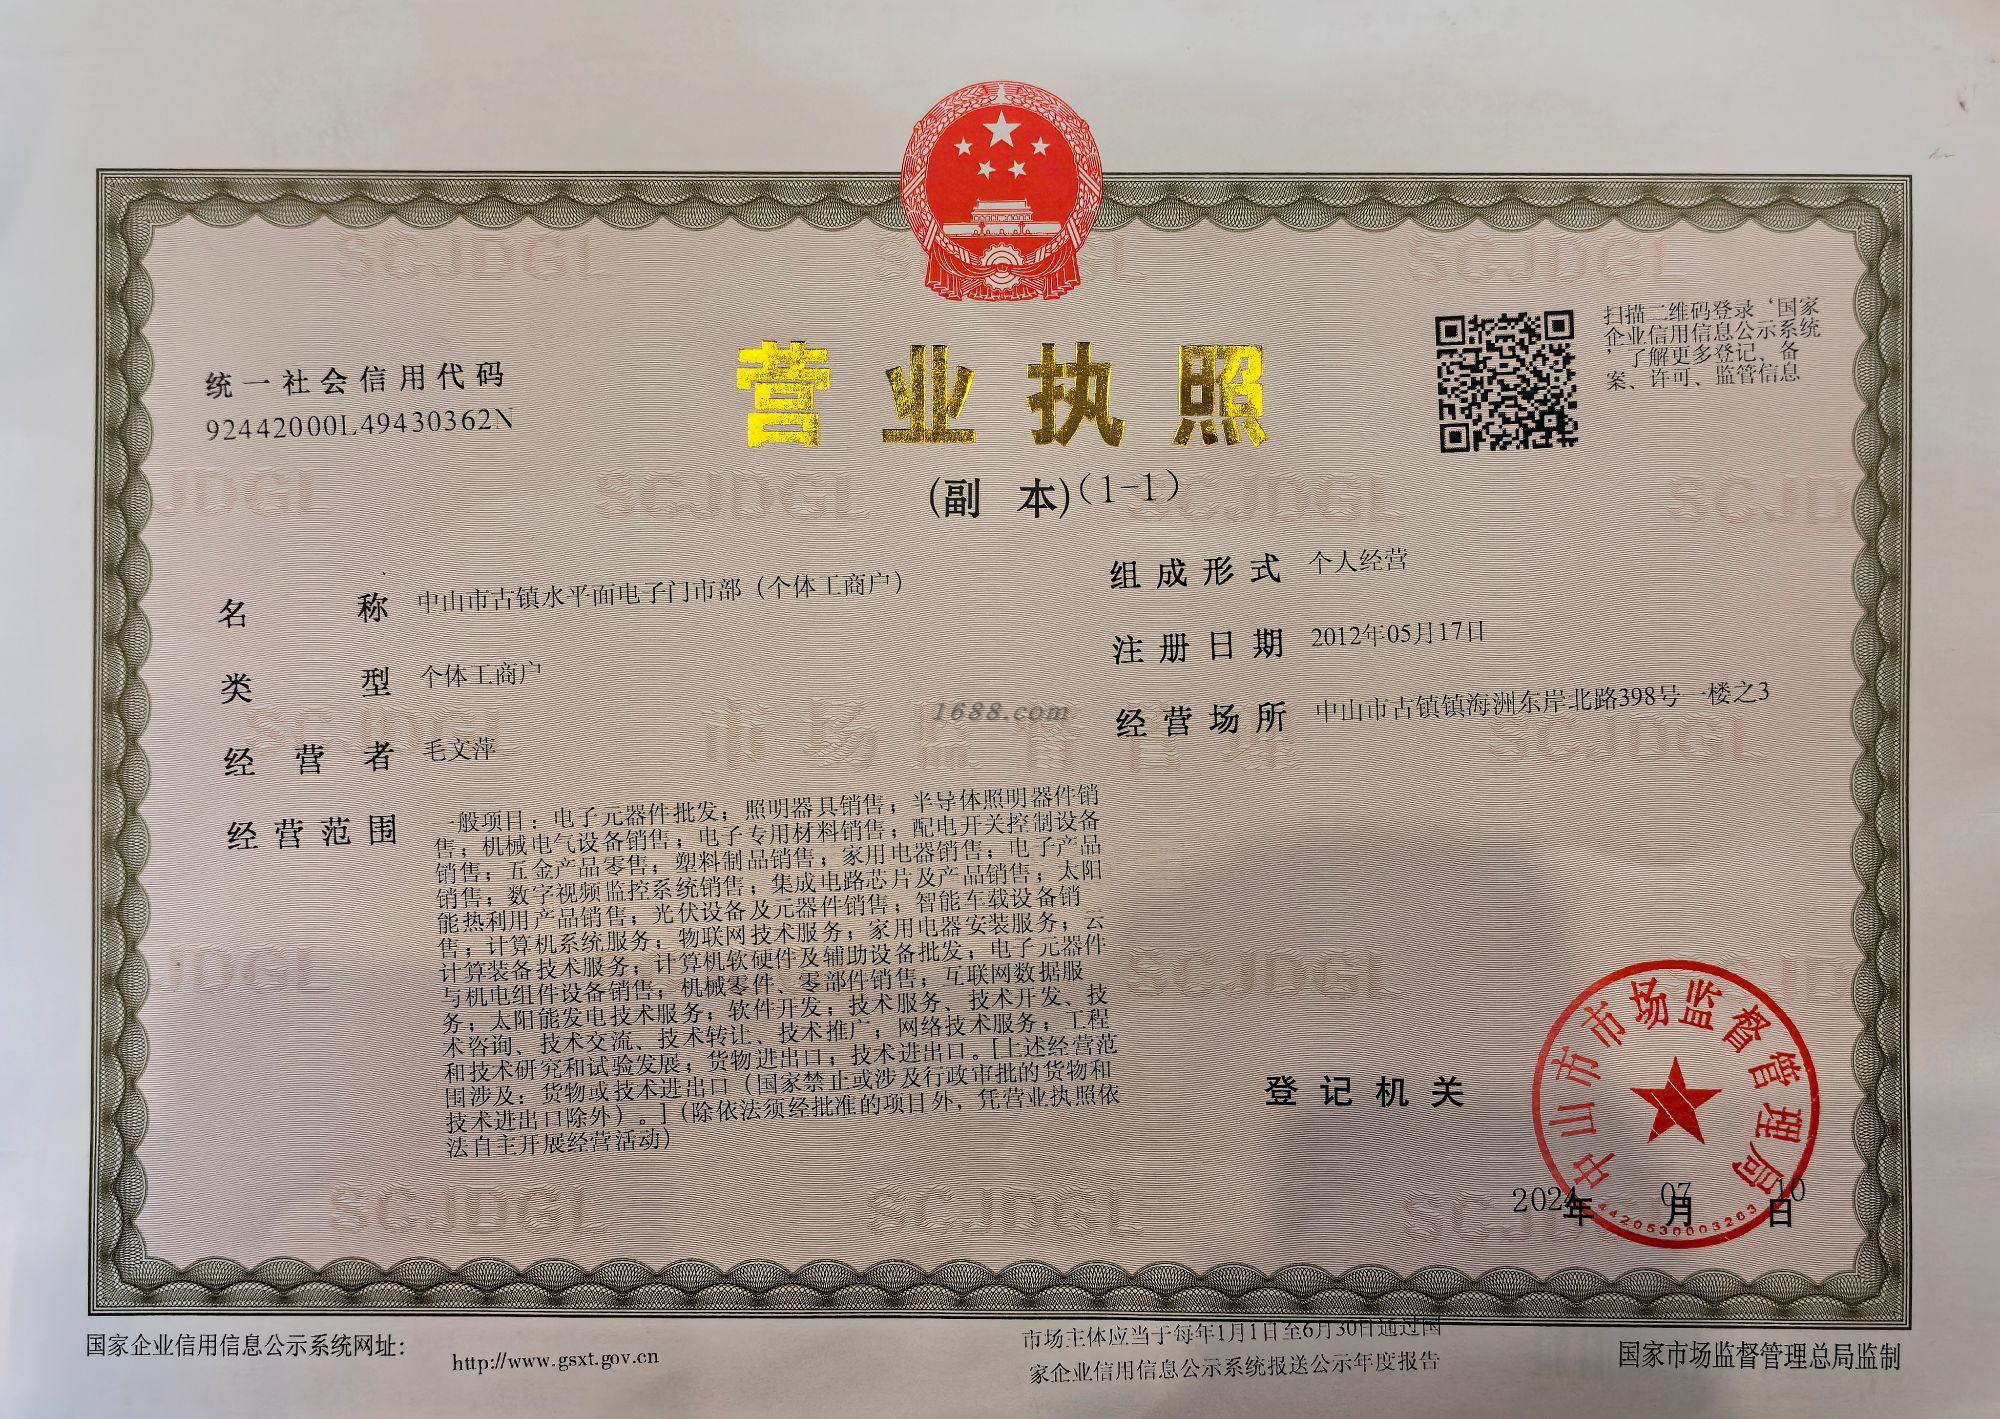 统一社会信用代码
92442000L49430362N
营业执照
(副 本)(1-1)
扫描二维码登录‘国家
企业信用信息公示系统
’了解更多登记、备
案、许可、监管信息
名 称 中山市古镇水平面电子门市部（个体工商户）
类 型 个体工商户
经 营 者 毛文萍
经营范围 一般项目：电子元器件批发；照明器具销售；半导体照明器件销
售；机械电气设备销售；电子专用材料销售；配电开关控制设备
销售；五金产品零售；塑料制品销售；家用电器销售；电子产品
销售；数字视频监控系统销售；集成电路芯片及产品销售；太阳
能热利用产品销售；光伏设备及元器件销售；智能车载设备销
售；计算机系统服务；物联网技术服务；家用电器安装服务；云
计算装备技术服务；计算机软硬件及辅助设备批发；电子元器件
与机电组件设备销售；机械零件、零部件销售；互联网数据服
务；太阳能发电技术服务；软件开发；技术服务、技术开发、技
术咨询、技术交流、技术转让、技术推广；网络技术服务；工程
和技术研究和试验发展；货物进出口；技术进出口。[上述经营范
围涉及：货物或技术进出口（国家禁止或涉及行政审批的货物和
技术进出口除外）。]（除依法须经批准的项目外，凭营业执照依
法自主开展经营活动）
组成形式 个人经营
注册日期 2012年05月17日
经营场所 中山市古镇镇海洲东岸北路398号一楼之3
1688.com
登记机关
中山市市场监督管理局
4420530003263
2024年 07月 10日
国家企业信用信息公示系统网址：
http://www.gsxt.gov.cn
市场主体应当于每年1月1日至6月30日通过国
家企业信用信息公示系统报送公示年度报告
国家市场监督管理总局监制
SCJDGL